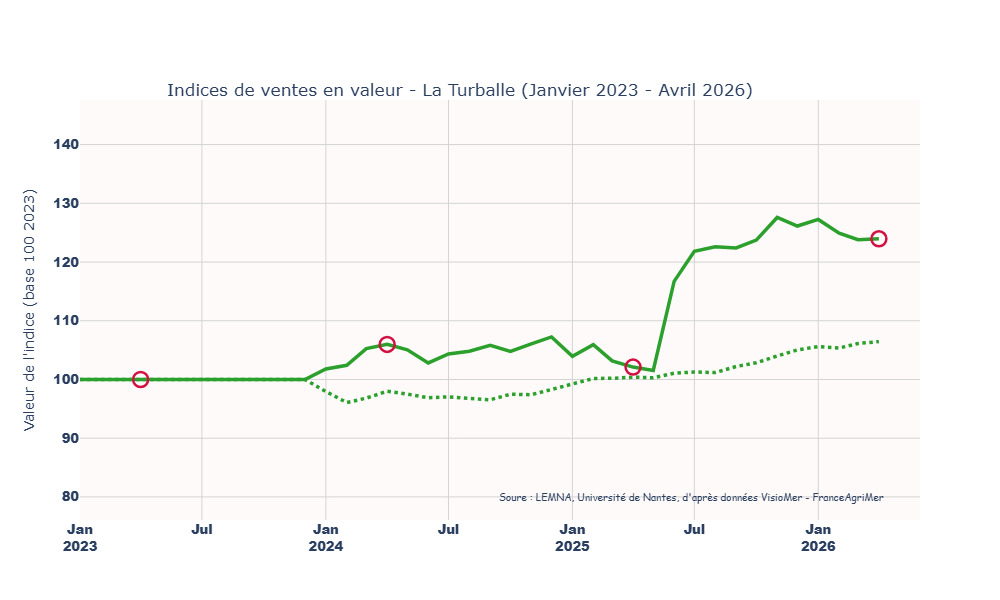 Indices de ventes en valeur - La Turballe (Janvier 2023 - Avril 2026)
Valeur de l'indice (base 100 2023)
140
130
120
110
100
90
80
Soure : LEMNA, Université de Nantes, d'après données VisioMer - FranceAgriMer
Jan Jul Jan Jul Jan Jul Jan
2023 2024 2025 2026